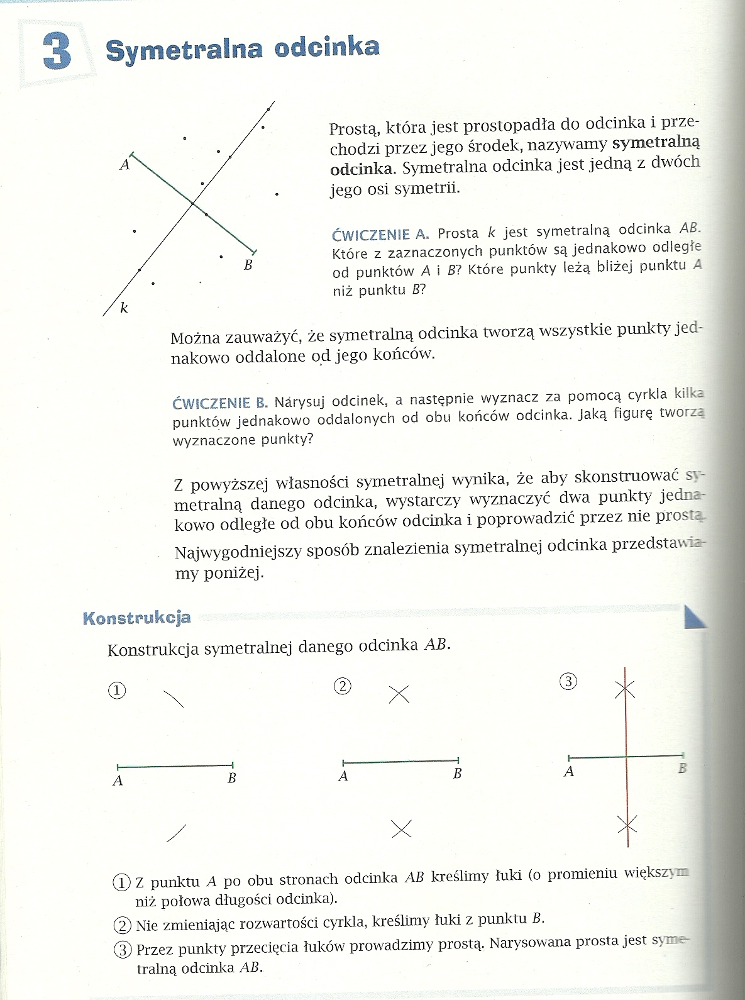 3 Symetralna odcinka
Prostą, która jest prostopadła do odcinka i prze-
chodzi przez jego środek, nazywamy symetralną
odcinka. Symetralna odcinka jest jedną z dwóch
jego osi symetrii.
A
B
k
ĆWICZENIE A. Prosta k jest symetralną odcinka AB.
Które z zaznaczonych punktów są jednakowo odległe
od punktów A i B? Które punkty leżą bliżej punktu A
niż punktu B?
Można zauważyć, że symetralną odcinka tworzą wszystkie punkty jed-
nakowo oddalone od jego końców.
ĆWICZENIE B. Narysuj odcinek, a następnie wyznacz za pomocą cyrkla kilka
punktów jednakowo oddalonych od obu końców odcinka. Jaką figurę tworzą
wyznaczone punkty?
Z powyższej własności symetralnej wynika, że aby skonstruować sy-
metralną danego odcinka, wystarczy wyznaczyć dwa punkty jedna-
kowo odległe od obu końców odcinka i poprowadzić przez nie prostą.
Najwygodniejszy sposób znalezienia symetralnej odcinka przedstawia-
my poniżej.
Konstrukcja
Konstrukcja symetralnej danego odcinka AB.
① ② ③
A B A B A B
① Z punktu A po obu stronach odcinka AB kreślimy łuki (o promieniu większym
niż połowa długości odcinka).
② Nie zmieniając rozwartości cyrkla, kreślimy łuki z punktu B.
③ Przez punkty przecięcia łuków prowadzimy prostą. Narysowana prosta jest syme-
tralną odcinka AB.